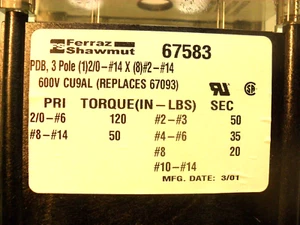 Ferraz
Shawmut
67583
PDB, 3 Pole (1)2/0-#14 X (8)#2-#14
600V CU9AL (REPLACES 67093)
PRI TORQUE(IN-LBS) SEC
2/0-#6 120 #2-#3 50
#8-#14 50 #4-#6 35
#8 20
#10-#14
MFG. DATE: 3/01